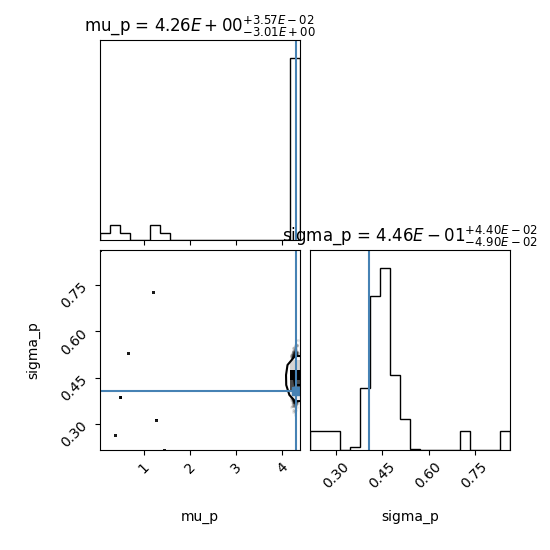 mu_p = 4.26E + 00+3.57E − 02 −3.01E + 00
sigma_p = 4.46E − 01+4.40E − 02 −4.90E − 02
sigma_p
0.75
0.60
0.45
0.30
1 2 3 4
0.30 0.45 0.60 0.75
mu_p
sigma_p